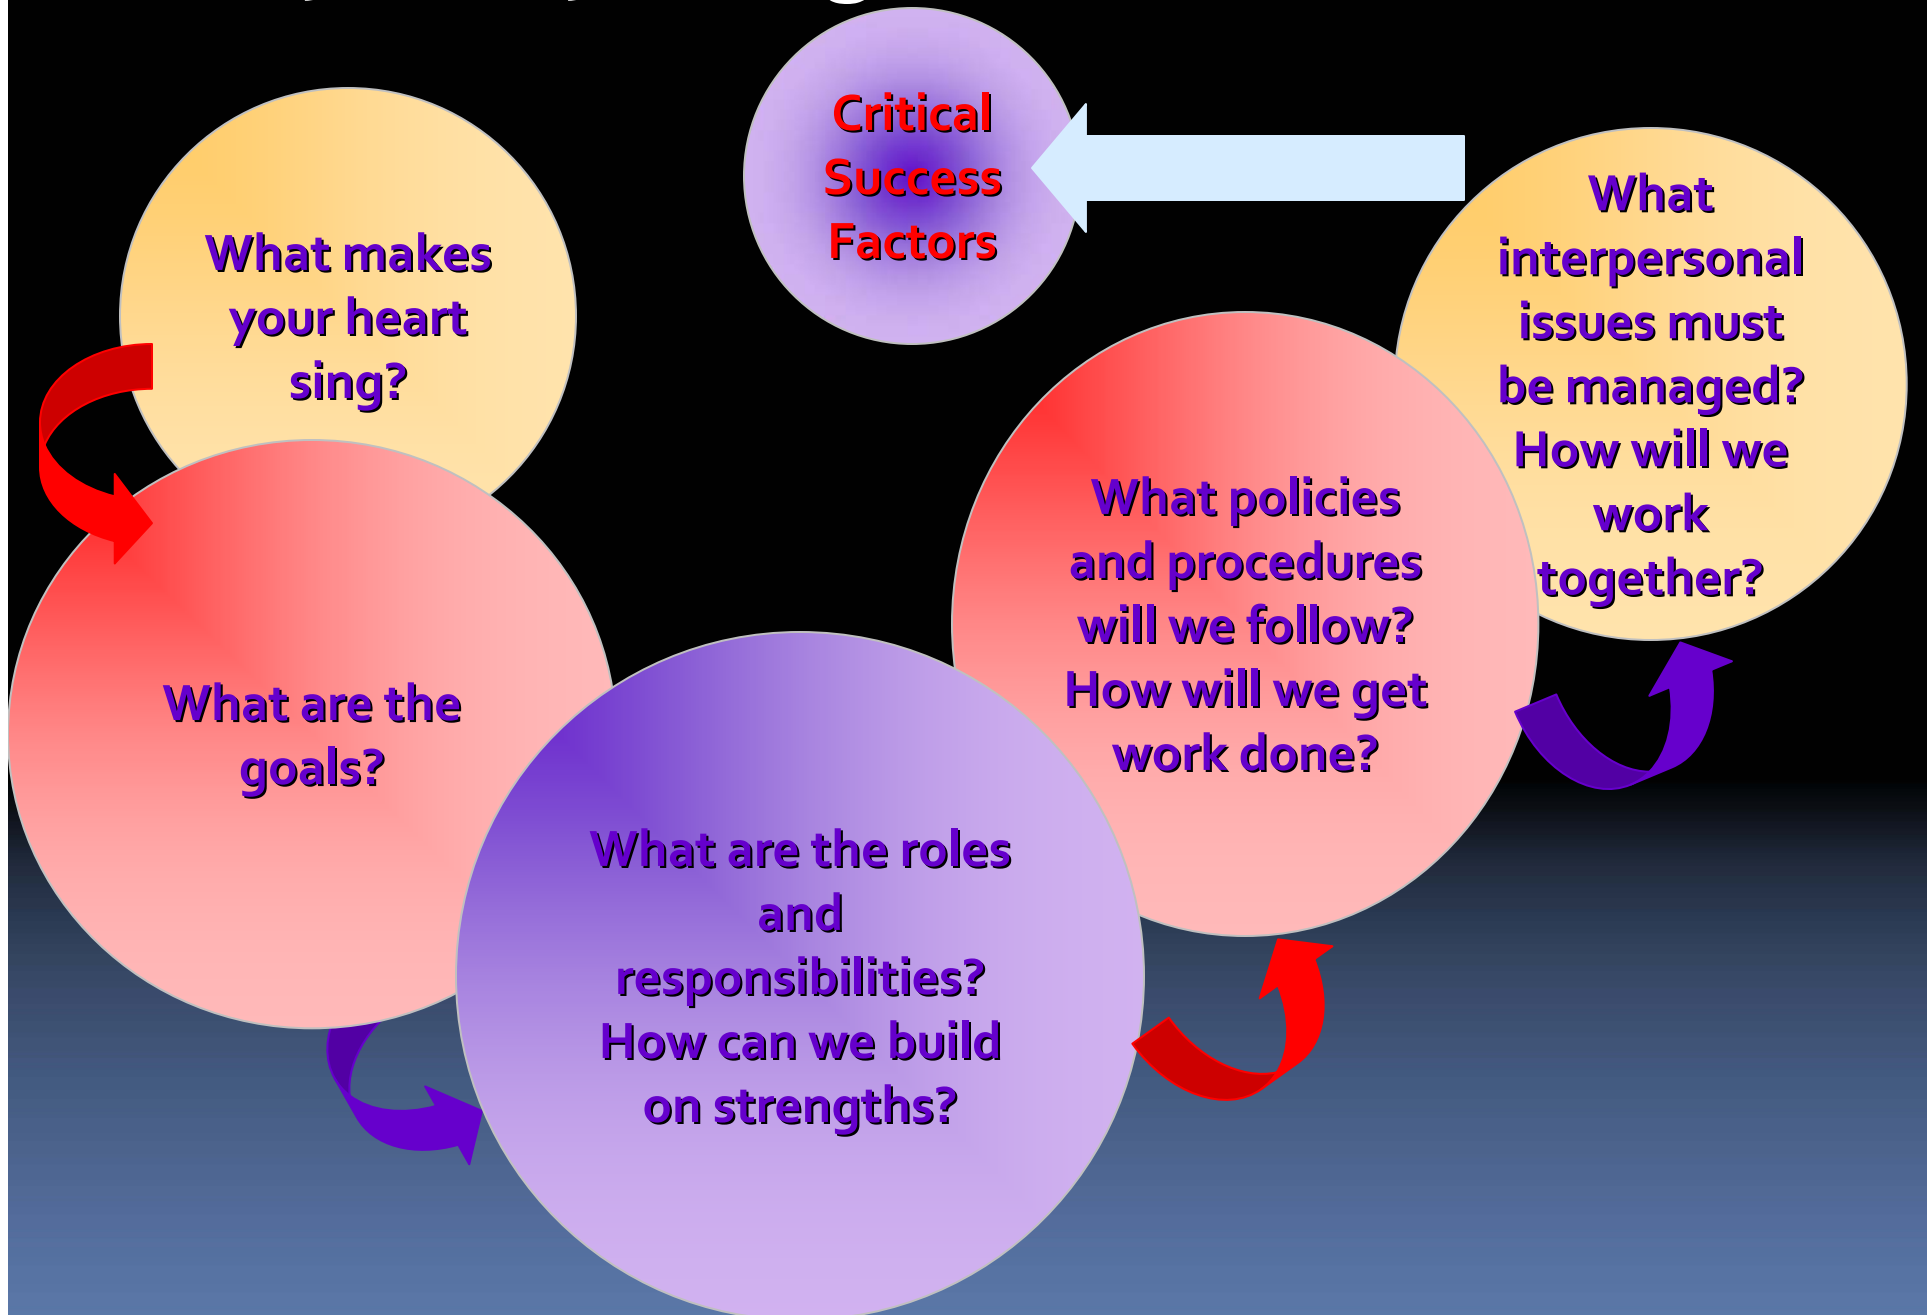 Critical
Success
Factors
What makes
your heart
sing?
What are the
goals?
What are the roles
and
responsibilities?
How can we build
on strengths?
What policies
and procedures
will we follow?
How will we get
work done?
What
interpersonal
issues must
be managed?
How will we
work
together?